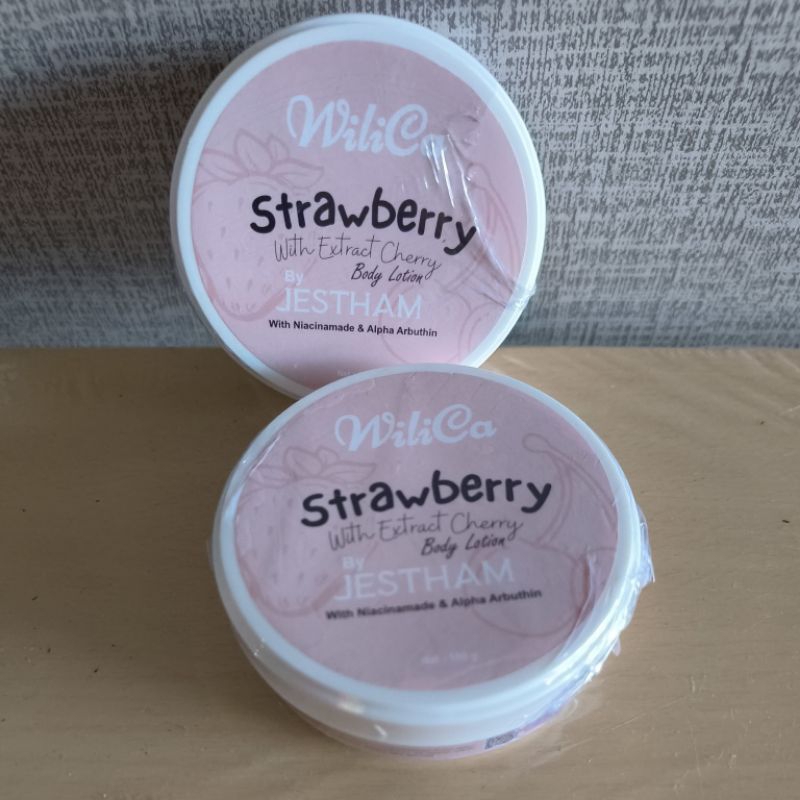 WiliCa
Strawberry
With Extract Cherry
Body Lotion
By
JESTHAM
With Niacinamade & Alpha Arbuthin
WiliCa
Strawberry
With Extract Cherry
Body Lotion
By
JESTHAM
With Niacinamade & Alpha Arbuthin